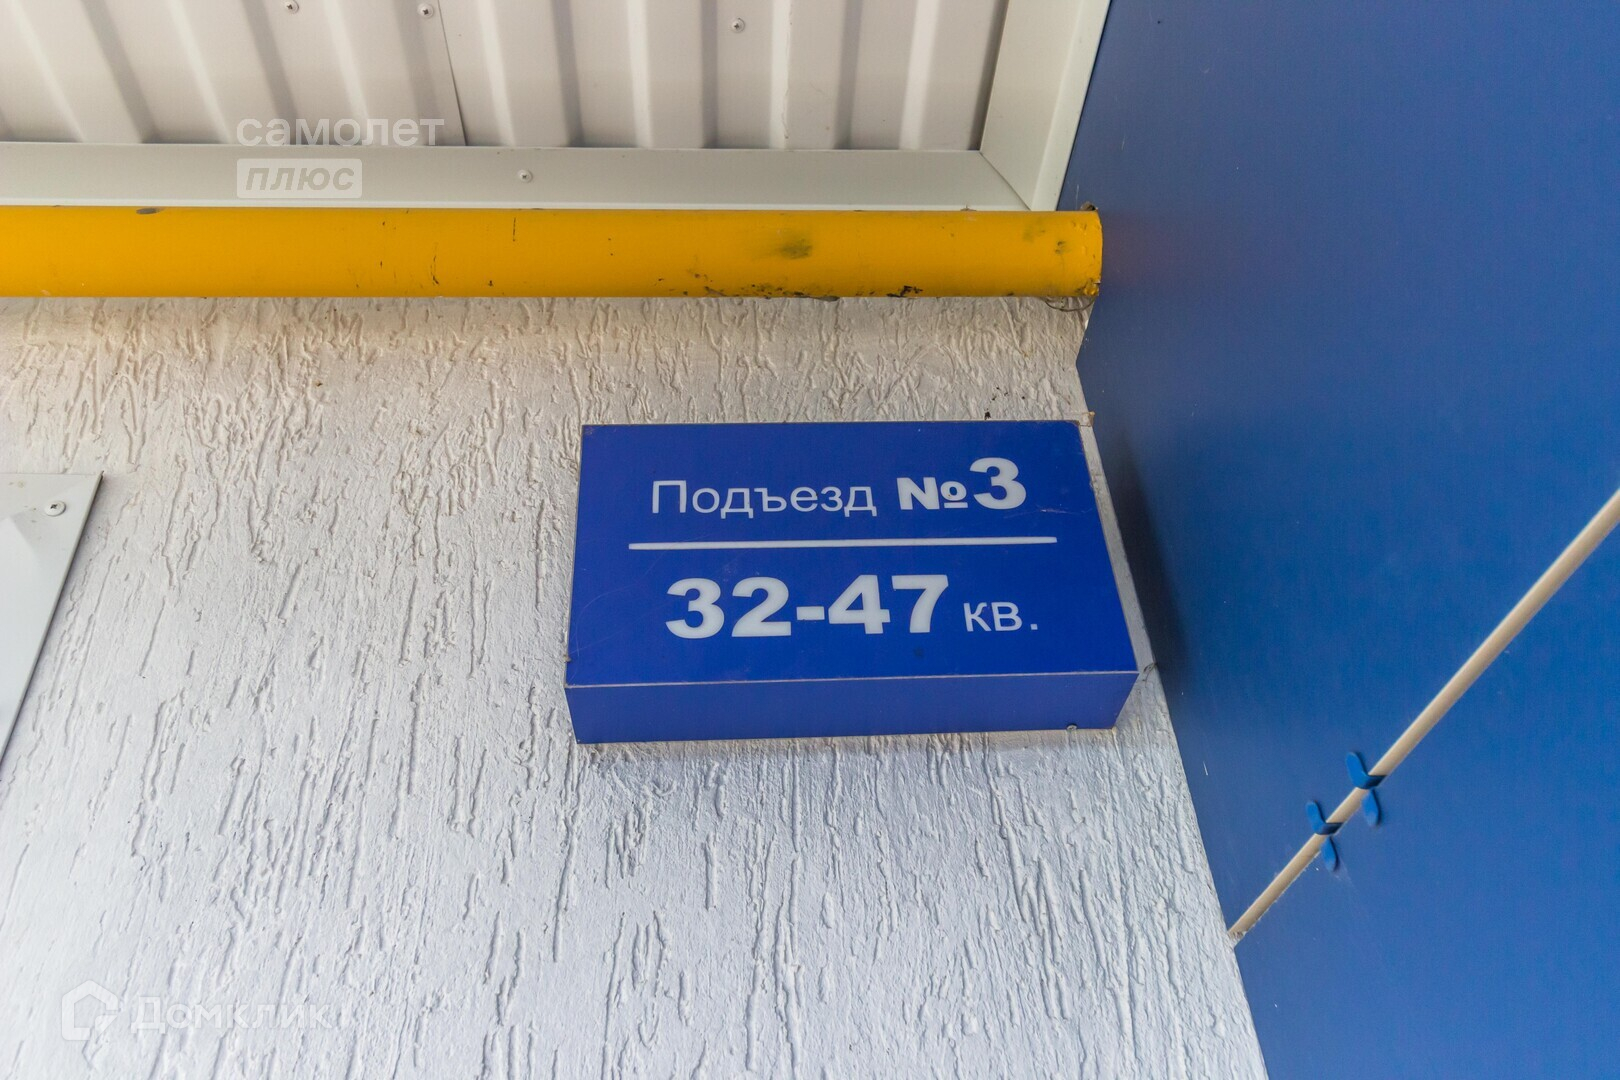 самолет
плюс
Подъезд №3
32-47 кв.
Домклик